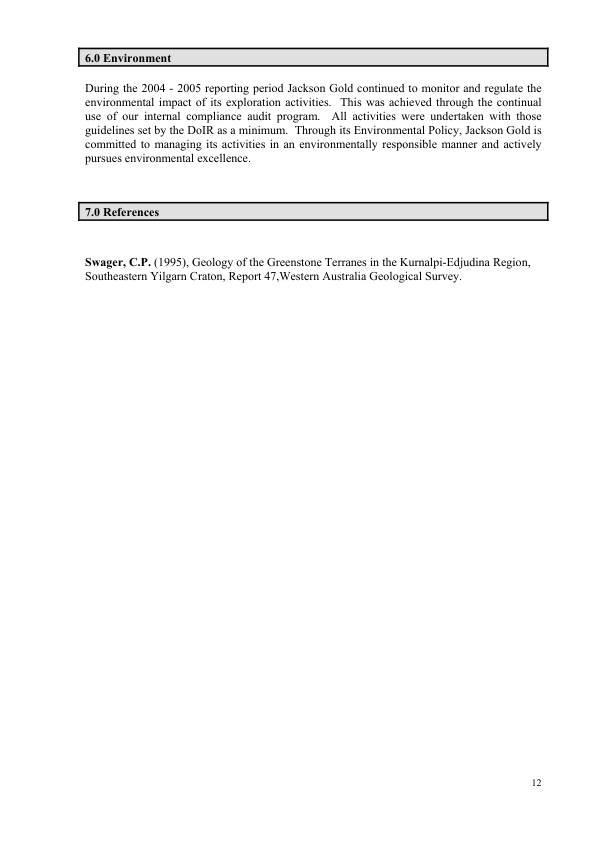 6.0 Environment
During the 2004 - 2005 reporting period Jackson Gold continued to monitor and regulate the
environmental impact of its exploration activities.  This was achieved through the continual
use of our internal compliance audit program.  All activities were undertaken with those
guidelines set by the DoIR as a minimum.  Through its Environmental Policy, Jackson Gold is
committed to managing its activities in an environmentally responsible manner and actively
pursues environmental excellence.
7.0 References
Swager, C.P. (1995), Geology of the Greenstone Terranes in the Kurnalpi-Edjudina Region,
Southeastern Yilgarn Craton, Report 47,Western Australia Geological Survey.
12